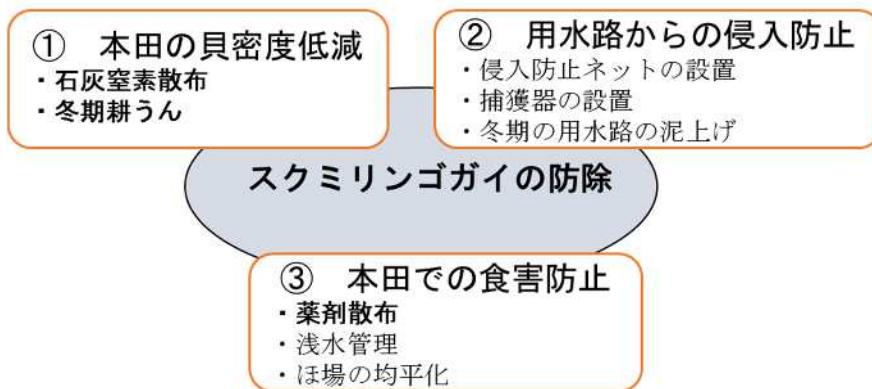 ① 本田の貝密度低減
・石灰窒素散布
・冬期耕うん
② 用水路からの侵入防止
・侵入防止ネットの設置
・捕獲器の設置
・冬期の用水路の泥上げ
スクミリンゴガイの防除
③ 本田での食害防止
・薬剤散布
・浅水管理
・ほ場の均平化